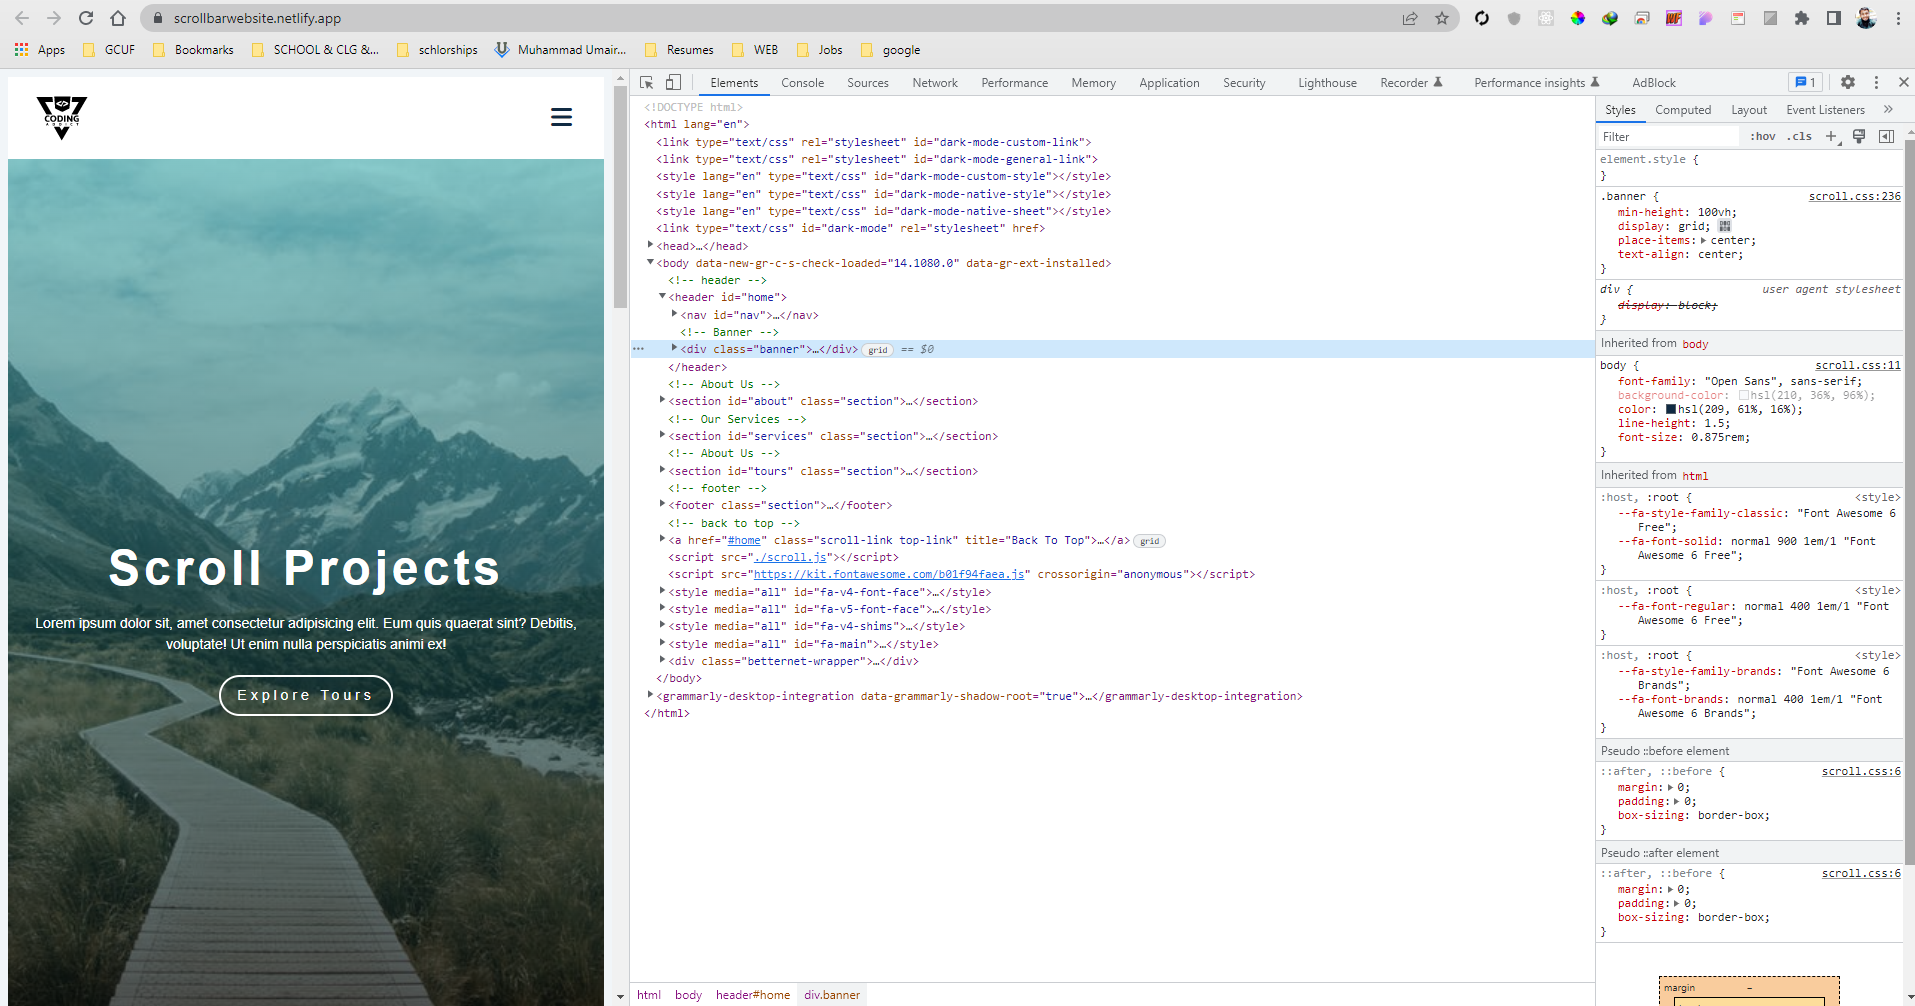 scrollbarwebsite.netlify.app
Apps GCUF Bookmarks SCHOOL & CLG &... schlorships Muhammad Umair... Resumes WEB Jobs google
CODING
ADDICT
Scroll Projects
Lorem ipsum dolor sit, amet consectetur adipisicing elit. Eum quis quaerat sint? Debitis,
voluptate! Ut enim nulla perspiciatis animi ex!
Explore Tours
Elements Console Sources Network Performance Memory Application Security Lighthouse Recorder Performance insights AdBlock 1
<!DOCTYPE html>
<html lang="en">
<link type="text/css" rel="stylesheet" id="dark-mode-custom-link">
<link type="text/css" rel="stylesheet" id="dark-mode-general-link">
<style lang="en" type="text/css" id="dark-mode-custom-style"></style>
<style lang="en" type="text/css" id="dark-mode-native-style"></style>
<style lang="en" type="text/css" id="dark-mode-native-sheet"></style>
<link type="text/css" id="dark-mode" rel="stylesheet" href>
<head>…</head>
<body data-new-gr-c-s-check-loaded="14.1080.0" data-gr-ext-installed>
<!-- header -->
<header id="home">
<nav id="nav">…</nav>
<!-- Banner -->
<div class="banner">…</div> grid == $0
</header>
<!-- About Us -->
<section id="about" class="section">…</section>
<!-- Our Services -->
<section id="services" class="section">…</section>
<!-- About Us -->
<section id="tours" class="section">…</section>
<!-- footer -->
<footer class="section">…</footer>
<!-- back to top -->
<a href="#home" class="scroll-link top-link" title="Back To Top">…</a> grid
<script src="./scroll.js"></script>
<script src="https://kit.fontawesome.com/b01f94faea.js" crossorigin="anonymous"></script>
<style media="all" id="fa-v4-font-face">…</style>
<style media="all" id="fa-v5-font-face">…</style>
<style media="all" id="fa-v4-shims">…</style>
<style media="all" id="fa-main">…</style>
<div class="betternet-wrapper">…</div>
</body>
<grammarly-desktop-integration data-grammarly-shadow-root="true">…</grammarly-desktop-integration>
</html>
html body header#home div.banner
Styles Computed Layout Event Listeners »
Filter :hov .cls +
element.style {
}
.banner { scroll.css:236
min-height: 100vh;
display: grid;
place-items: center;
text-align: center;
}
div { user agent stylesheet
display: block;
}
Inherited from body
body { scroll.css:11
font-family: "Open Sans", sans-serif;
background-color: hsl(210, 36%, 96%);
color: hsl(209, 61%, 16%);
line-height: 1.5;
font-size: 0.875rem;
}
Inherited from html
:host, :root { <style>
--fa-style-family-classic: "Font Awesome 6
Free";
--fa-font-solid: normal 900 1em/1 "Font
Awesome 6 Free";
}
:host, :root { <style>
--fa-font-regular: normal 400 1em/1 "Font
Awesome 6 Free";
}
:host, :root { <style>
--fa-style-family-brands: "Font Awesome 6
Brands";
--fa-font-brands: normal 400 1em/1 "Font
Awesome 6 Brands";
}
Pseudo ::before element
::after, ::before { scroll.css:6
margin: 0;
padding: 0;
box-sizing: border-box;
}
Pseudo ::after element
::after, ::before { scroll.css:6
margin: 0;
padding: 0;
box-sizing: border-box;
}
margin –